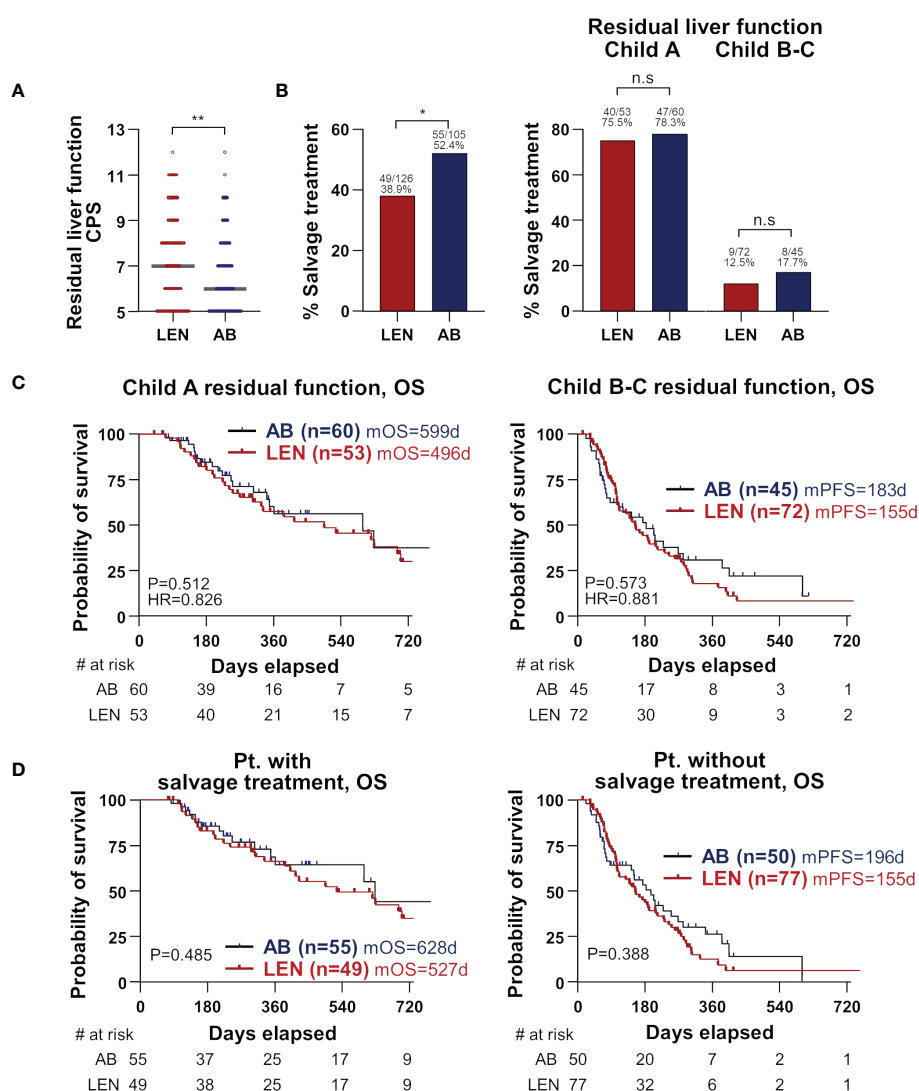 Residual liver function
Child A Child B-C
A
B
**
13
11
9
7
5
Residual liver function
CPS
LEN AB
*
60
40
20
0
% Salvage treatment
49/126
38.9%
55/105
52.4%
LEN AB
n.s
80
60
40
20
0
% Salvage treatment
40/53
75.5%
47/60
78.3%
n.s
9/72
12.5%
8/45
17.7%
LEN AB LEN AB
C
Child A residual function, OS
100
75
50
25
0
Probability of survival
AB (n=60) mOS=599d
LEN (n=53) mOS=496d
P=0.512
HR=0.826
0 180 360 540 720
# at risk Days elapsed
AB 60 39 16 7 5
LEN 53 40 21 15 7
Child B-C residual function, OS
100
75
50
25
0
Probability of survival
AB (n=45) mPFS=183d
LEN (n=72) mPFS=155d
P=0.573
HR=0.881
0 180 360 540 720
# at risk Days elapsed
AB 45 17 8 3 1
LEN 72 30 9 3 2
D
Pt. with
salvage treatment, OS
100
75
50
25
0
Probability of survival
P=0.485
AB (n=55) mOS=628d
LEN (n=49) mOS=527d
0 180 360 540 720
# at risk Days elapsed
AB 55 37 25 17 9
LEN 49 38 25 17 9
Pt. without
salvage treatment, OS
100
75
50
25
0
Probability of survival
AB (n=50) mPFS=196d
LEN (n=77) mPFS=155d
P=0.388
0 180 360 540 720
# at risk Days elapsed
AB 50 20 7 2 1
LEN 77 32 6 2 1